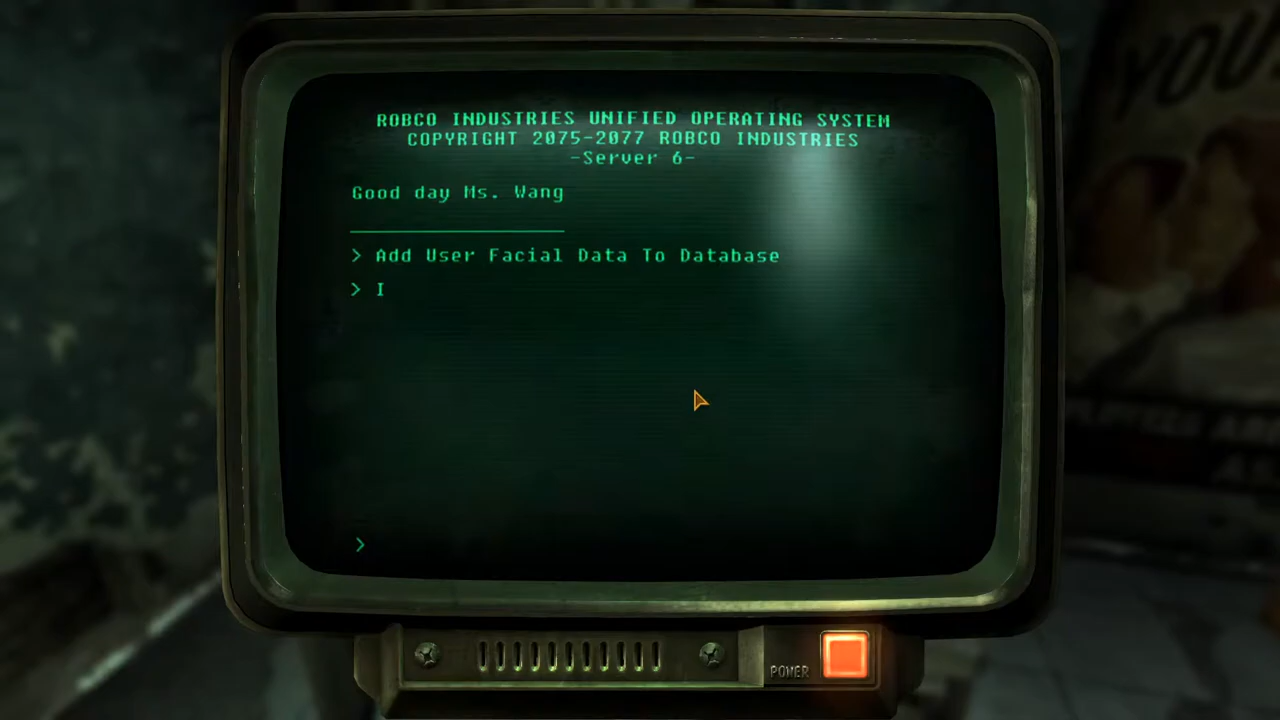 ROBCO INDUSTRIES UNIFIED OPERATING SYSTEM
COPYRIGHT 2075-2077 ROBCO INDUSTRIES
-Server 6-
Good day Ms. Wang
> Add User Facial Data To Database
> I
>
POWER
YOU